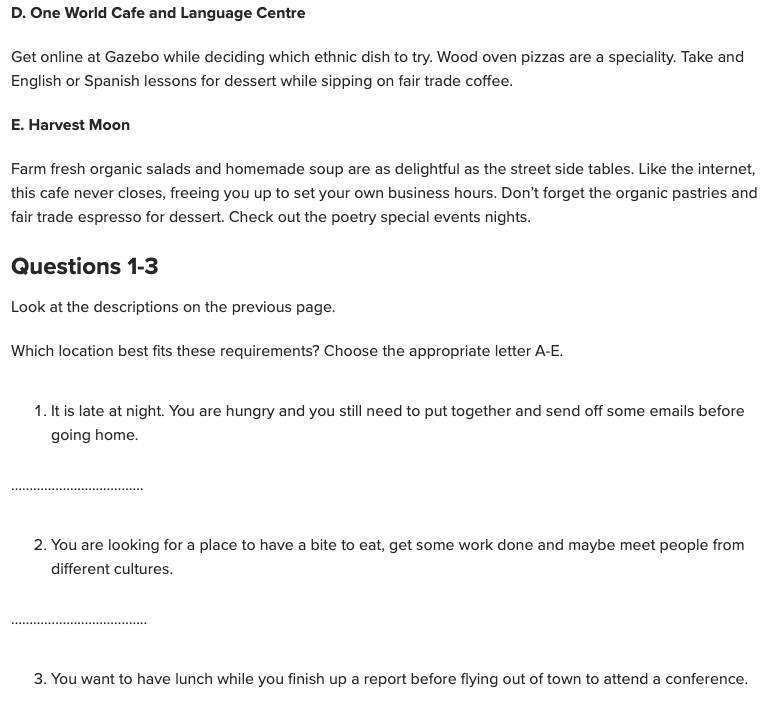 D. One World Cafe and Language Centre
Get online at Gazebo while deciding which ethnic dish to try. Wood oven pizzas are a speciality. Take and
English or Spanish lessons for dessert while sipping on fair trade coffee.
E. Harvest Moon
Farm fresh organic salads and homemade soup are as delightful as the street side tables. Like the internet,
this cafe never closes, freeing you up to set your own business hours. Don’t forget the organic pastries and
fair trade espresso for dessert. Check out the poetry special events nights.
Questions 1-3
Look at the descriptions on the previous page.
Which location best fits these requirements? Choose the appropriate letter A-E.
1. It is late at night. You are hungry and you still need to put together and send off some emails before
going home.
....................................
2. You are looking for a place to have a bite to eat, get some work done and maybe meet people from
different cultures.
.....................................
3. You want to have lunch while you finish up a report before flying out of town to attend a conference.